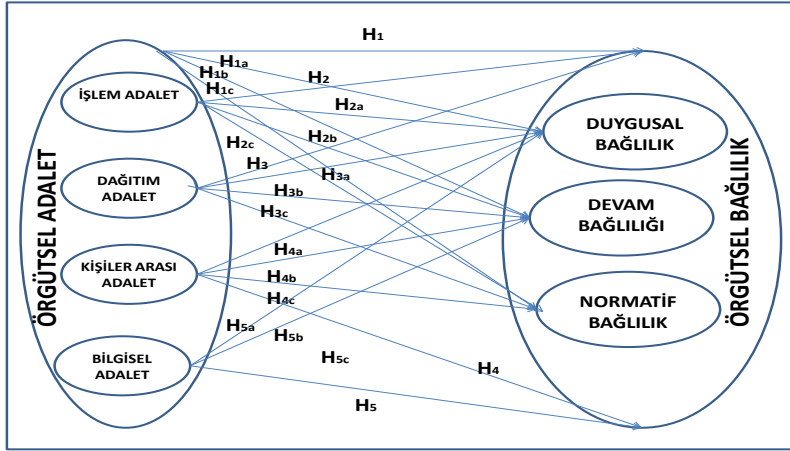 ÖRGÜTSEL ADALET
İŞLEM ADALET
DAĞITIM
ADALET
KİŞİLER ARASI
ADALET
BİLGİSEL
ADALET
H1
H1a
H1b
H1c
H2
H2a
H2b
H2c
H3
H3a
H3b
H3c
H4a
H4b
H4c
H5a
H5b
H5c
H4
H5
DUYGUSAL
BAĞLILIK
DEVAM
BAĞLILIĞI
NORMATİF
BAĞLILIK
ÖRGÜTSEL BAĞLILIK